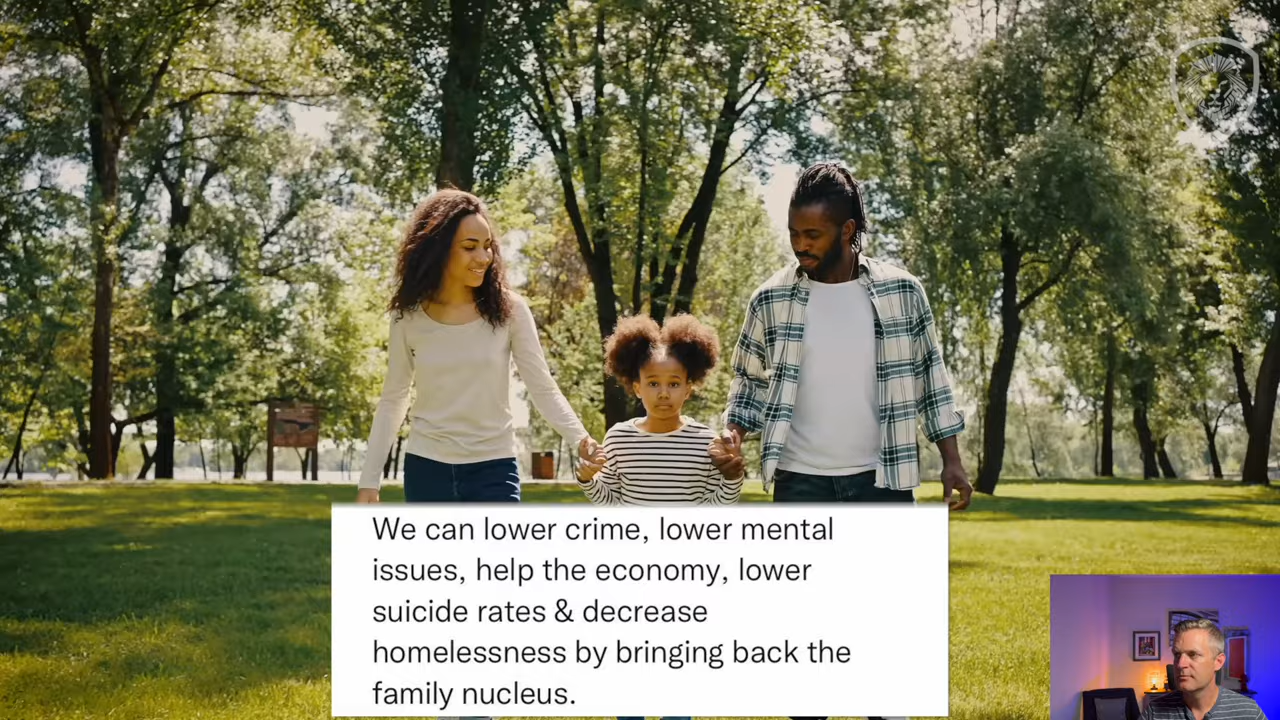 We can lower crime, lower mental
issues, help the economy, lower
suicide rates & decrease
homelessness by bringing back the
family nucleus.